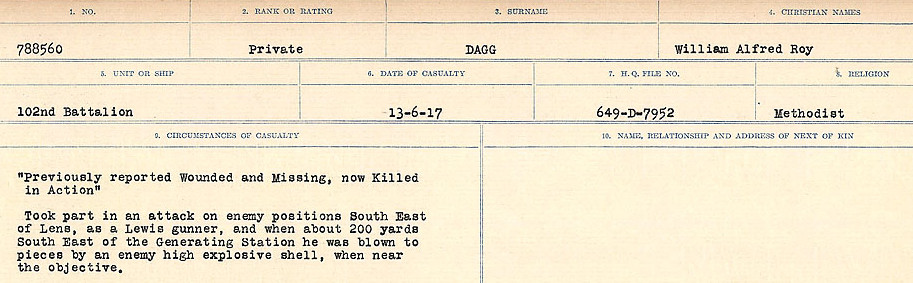 1. NO. 2. RANK OR RATING 3. SURNAME 4. CHRISTIAN NAMES
788560 Private DAGG William Alfred Roy
5. UNIT OR SHIP 6. DATE OF CASUALTY 7. H.Q. FILE NO. 8. RELIGION
102nd Battalion 13-6-17 649-D-7952 Methodist
9. CIRCUMSTANCES OF CASUALTY 10. NAME, RELATIONSHIP AND ADDRESS OF NEXT OF KIN
"Previously reported Wounded and Missing, now Killed
in Action"
Took part in an attack on enemy positions South East
of Lens, as a Lewis gunner, and when about 200 yards
South East of the Generating Station he was blown to
pieces by an enemy high explosive shell, when near
the objective.